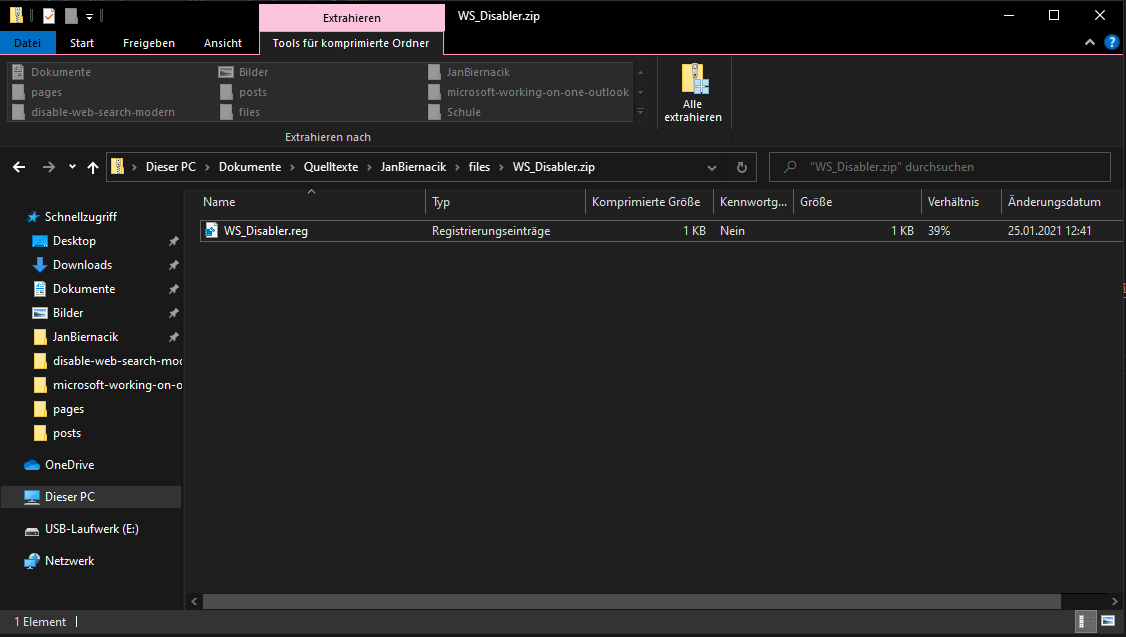 Extrahieren
WS_Disabler.zip
Datei
Start
Freigeben
Ansicht
Tools für komprimierte Ordner
Dokumente
Bilder
JanBiernacik
pages
posts
microsoft-working-on-one-outlook
disable-web-search-modern
files
Schule
Alle
extrahieren
Extrahieren nach
Dieser PC
Dokumente
Quelltexte
JanBiernacik
files
WS_Disabler.zip
"WS_Disabler.zip" durchsuchen
Name
Typ
Komprimierte Größe
Kennwortg...
Größe
Verhältnis
Änderungsdatum
WS_Disabler.reg
Registrierungseinträge
1 KB
Nein
1 KB
39%
25.01.2021 12:41
Schnellzugriff
Desktop
Downloads
Dokumente
Bilder
JanBiernacik
disable-web-search-mod
microsoft-working-on-o
pages
posts
OneDrive
Dieser PC
USB-Laufwerk (E:)
Netzwerk
1 Element